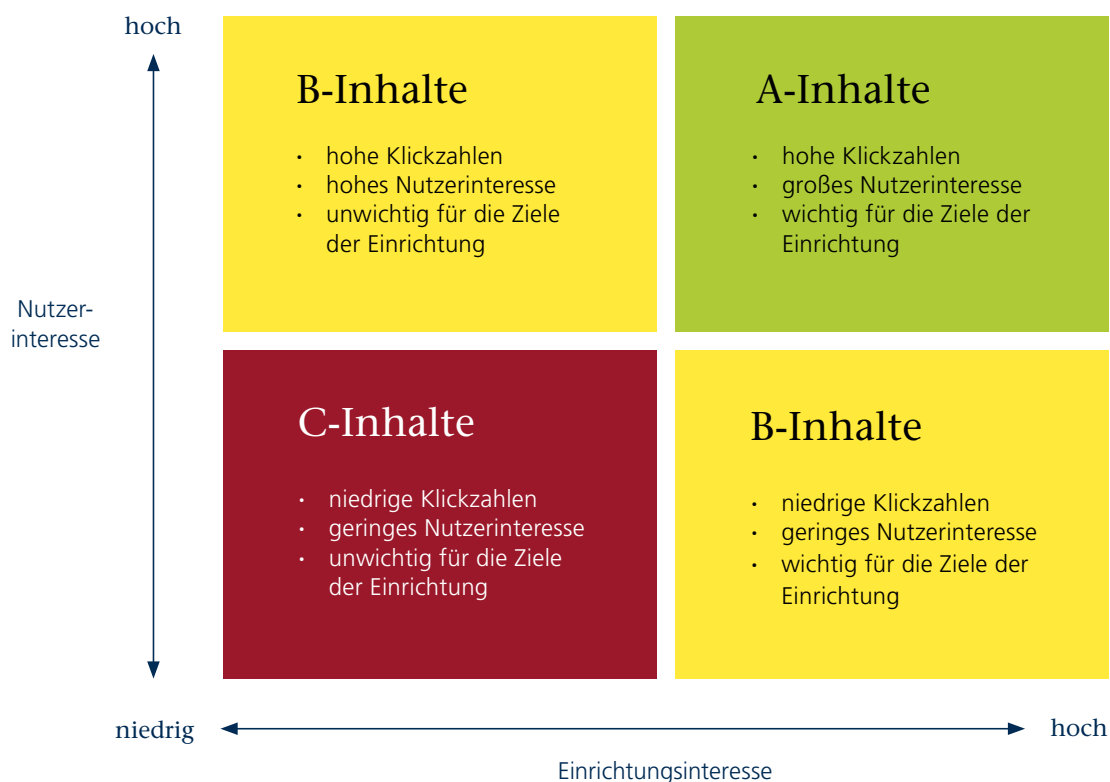 hoch
B-Inhalte
· hohe Klickzahlen
· hohes Nutzerinteresse
· unwichtig für die Ziele
der Einrichtung
A-Inhalte
· hohe Klickzahlen
· großes Nutzerinteresse
· wichtig für die Ziele der
Einrichtung
Nutzer-
interesse
C-Inhalte
· niedrige Klickzahlen
· geringes Nutzerinteresse
· unwichtig für die Ziele
der Einrichtung
B-Inhalte
· niedrige Klickzahlen
· geringes Nutzerinteresse
· wichtig für die Ziele der
Einrichtung
niedrig
hoch
Einrichtungsinteresse